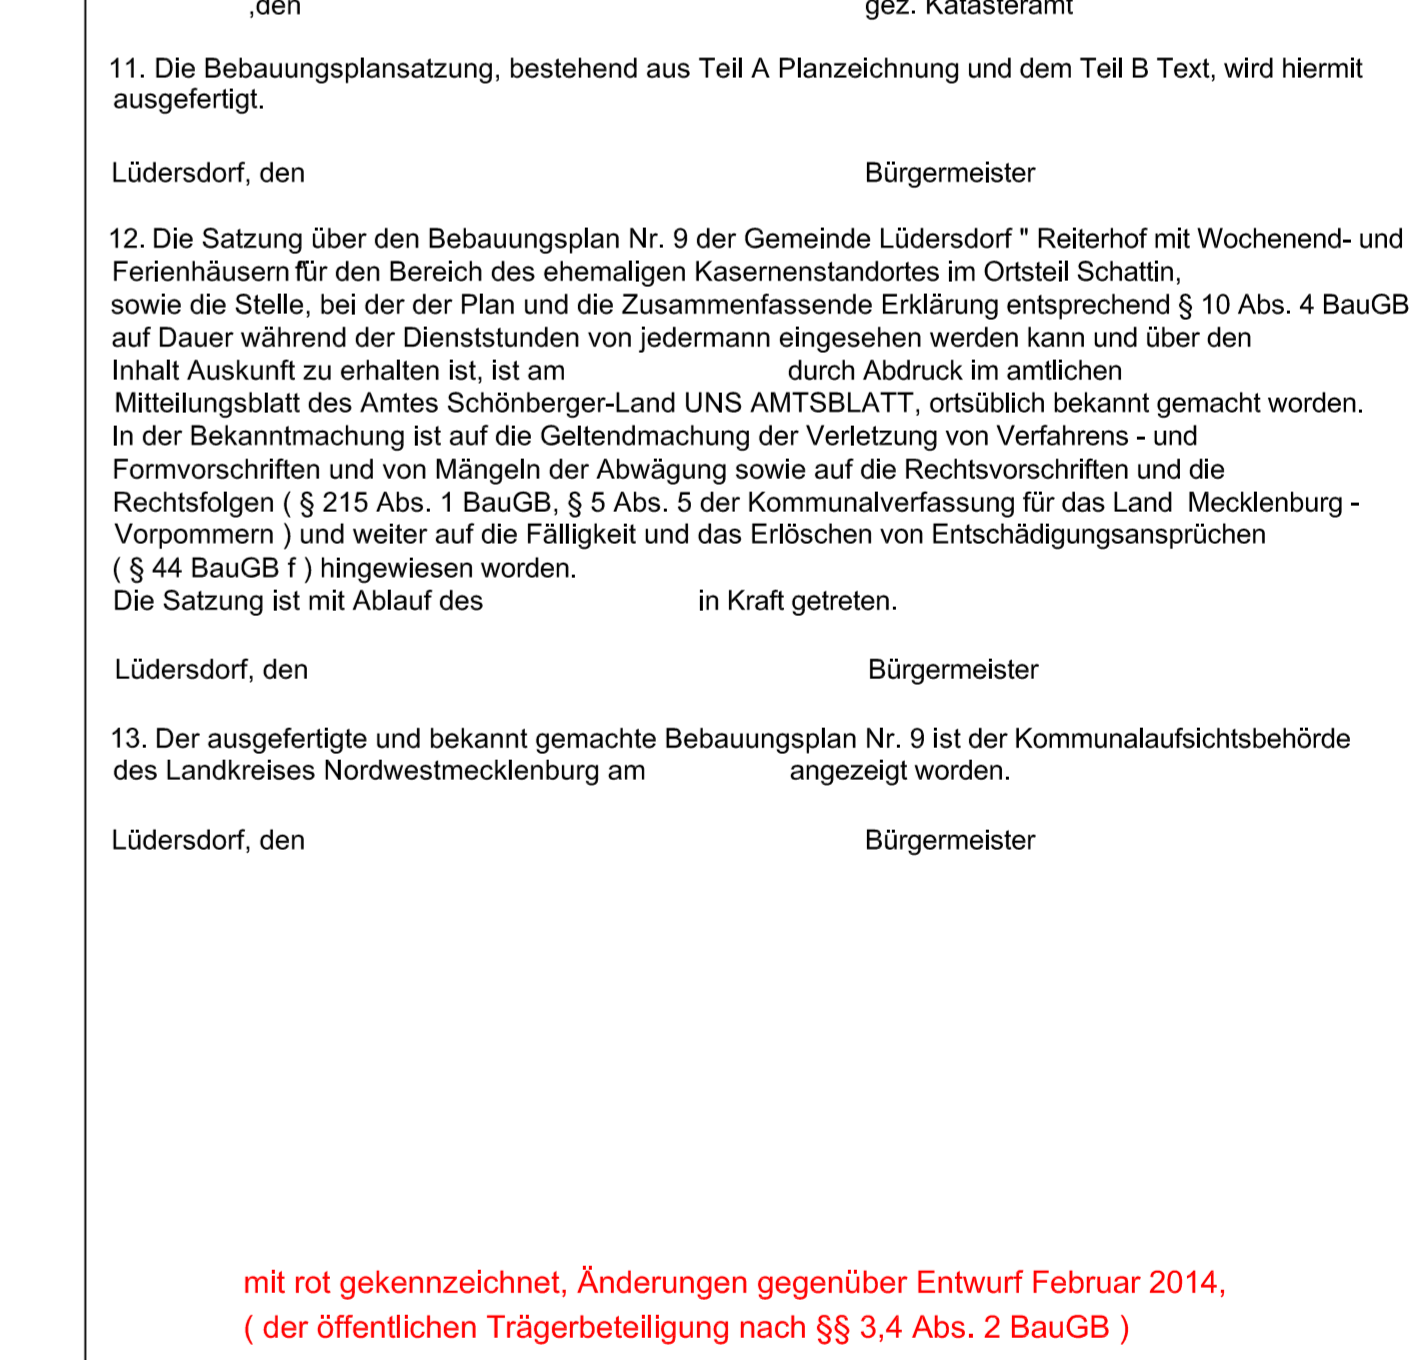 ,den gez. Katasteramt
11. Die Bebauungsplansatzung, bestehend aus Teil A Planzeichnung und dem Teil B Text, wird hiermit
ausgefertigt.
Lüdersdorf, den Bürgermeister
12. Die Satzung über den Bebauungsplan Nr. 9 der Gemeinde Lüdersdorf " Reiterhof mit Wochenend- und
Ferienhäusern für den Bereich des ehemaligen Kasernenstandortes im Ortsteil Schattin,
sowie die Stelle, bei der der Plan und die Zusammenfassende Erklärung entsprechend § 10 Abs. 4 BauGB
auf Dauer während der Dienststunden von jedermann eingesehen werden kann und über den
Inhalt Auskunft zu erhalten ist, ist am durch Abdruck im amtlichen
Mitteilungsblatt des Amtes Schönberger-Land UNS AMTSBLATT, ortsüblich bekannt gemacht worden.
In der Bekanntmachung ist auf die Geltendmachung der Verletzung von Verfahrens - und
Formvorschriften und von Mängeln der Abwägung sowie auf die Rechtsvorschriften und die
Rechtsfolgen ( § 215 Abs. 1 BauGB, § 5 Abs. 5 der Kommunalverfassung für das Land Mecklenburg -
Vorpommern ) und weiter auf die Fälligkeit und das Erlöschen von Entschädigungsansprüchen
( § 44 BauGB f ) hingewiesen worden.
Die Satzung ist mit Ablauf des in Kraft getreten.
Lüdersdorf, den Bürgermeister
13. Der ausgefertigte und bekannt gemachte Bebauungsplan Nr. 9 ist der Kommunalaufsichtsbehörde
des Landkreises Nordwestmecklenburg am angezeigt worden.
Lüdersdorf, den Bürgermeister
mit rot gekennzeichnet, Änderungen gegenüber Entwurf Februar 2014,
( der öffentlichen Trägerbeteiligung nach §§ 3,4 Abs. 2 BauGB )